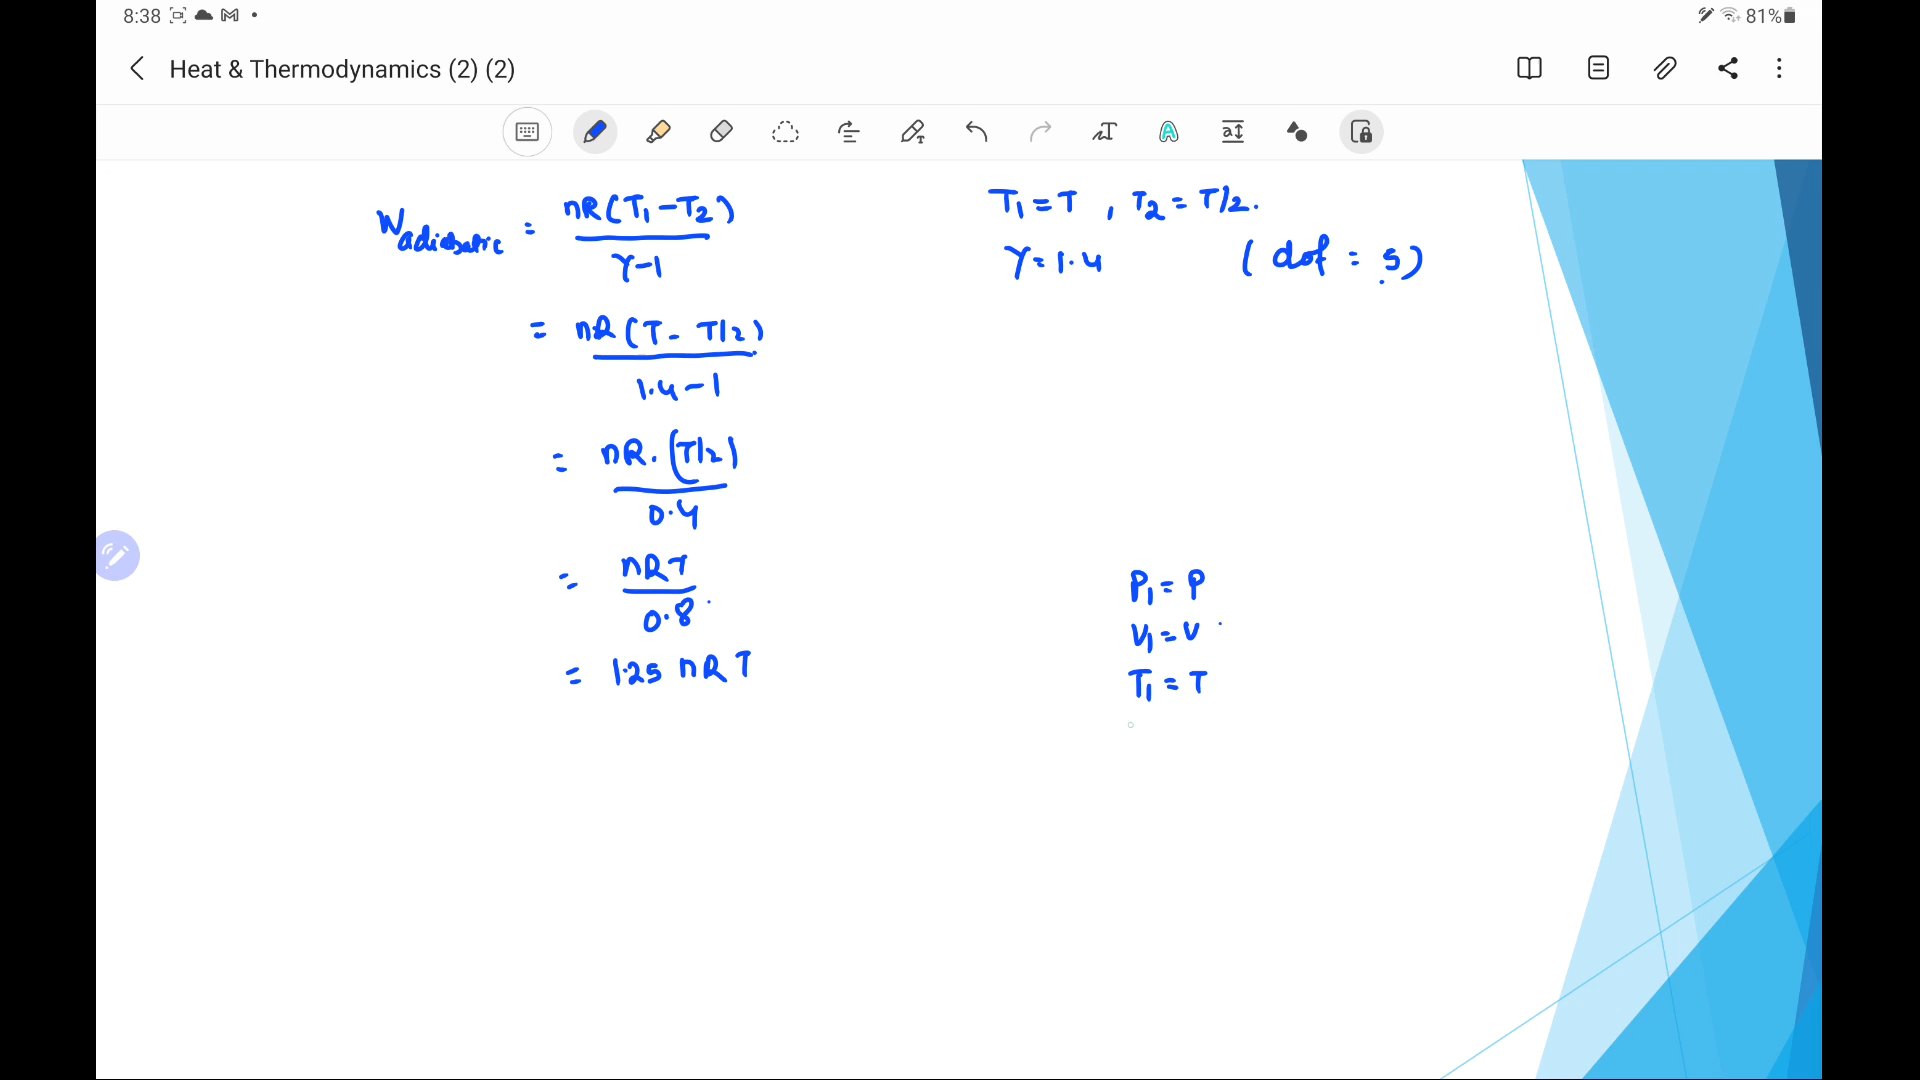 8:38
81%
Heat & Thermodynamics (2) (2)
W adiabatic = nR(T₁-T₂) / γ-1
T₁ = T , T₂ = T/2.
γ = 1.4 ( dof = 5)
= nR (T - T/2) / 1.4 - 1
= nR. (T/2) / 0.4
= nRT / 0.8
= 1.25 nRT
P₁ = P
V₁ = V
T₁ = T